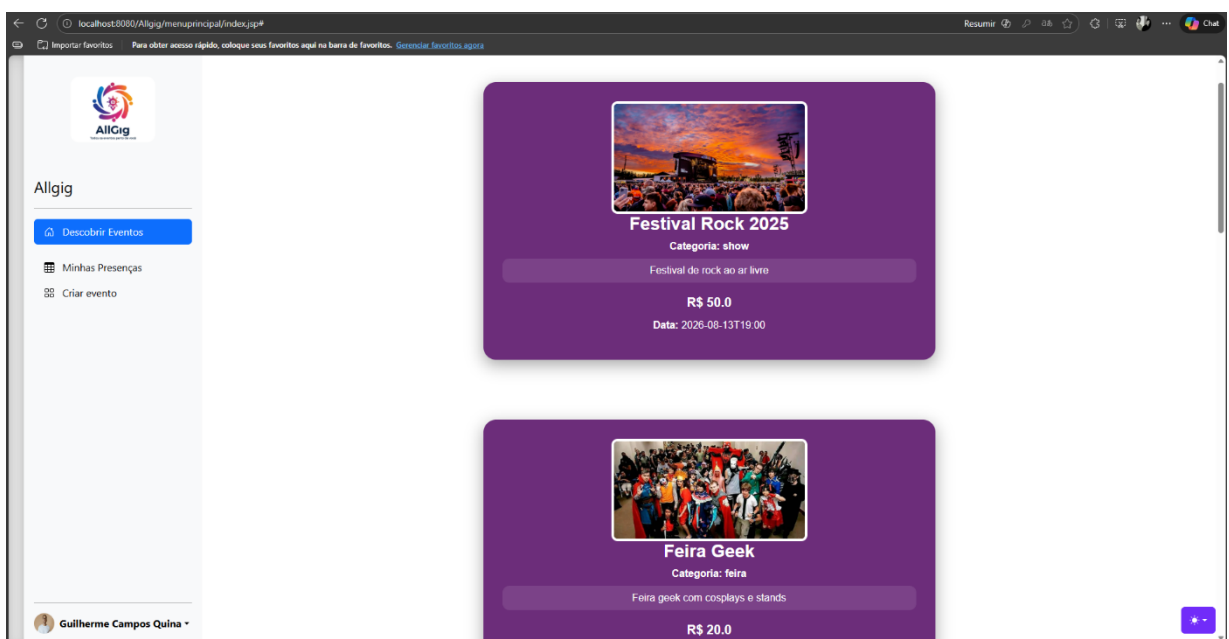 localhost:8080/Allgig/menuprincipal/index.jsp#
Resumir
Chat
Importar favoritos
Para obter acesso rápido, coloque seus favoritos aqui na barra de favoritos. Gerenciar favoritos agora
AllGig
Allgig
Descobrir Eventos
Minhas Presenças
Criar evento
Guilherme Campos Quina
Festival Rock 2025
Categoria: show
Festival de rock ao ar livre
R$ 50.0
Data: 2026-08-13T19:00
Feira Geek
Categoria: feira
Feira geek com cosplays e stands
R$ 20.0